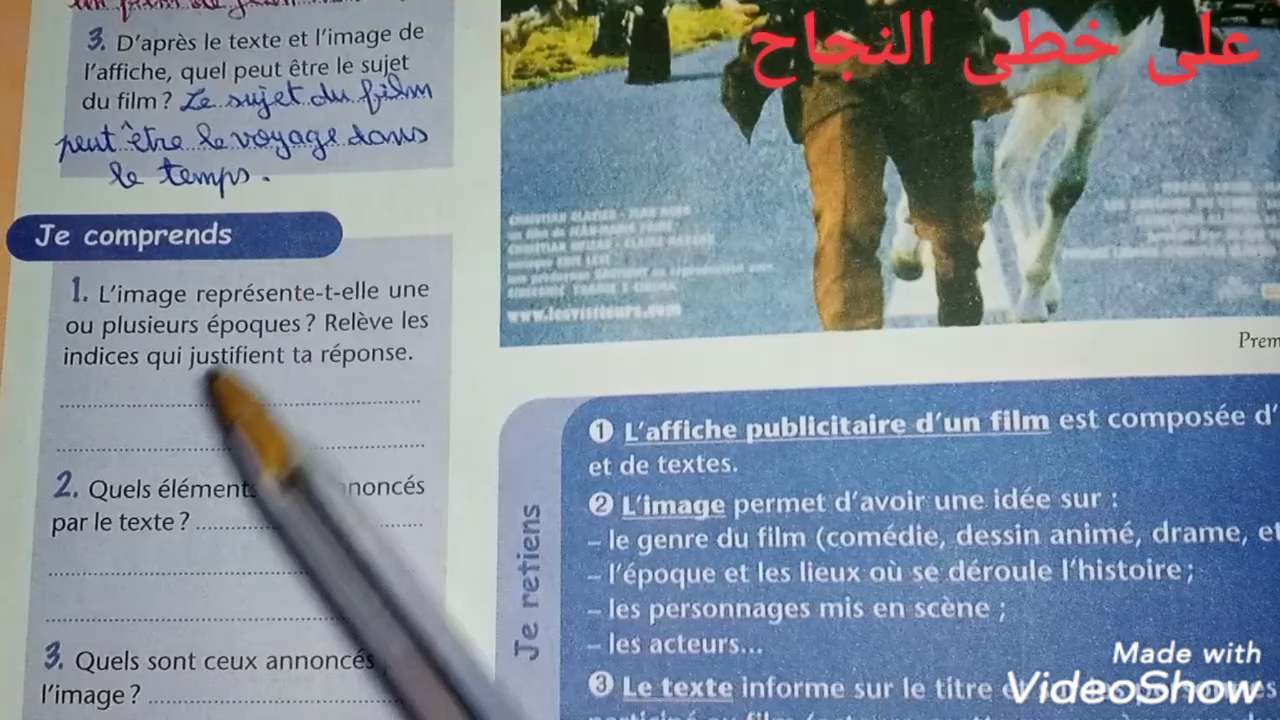 3. D'après le texte et l'image de
l'affiche, quel peut être le sujet
du film ? Le sujet du film
peut être le voyage dans
le temps.
Je comprends
1. L'image représente-t-elle une
ou plusieurs époques ? Relève les
indices qui justifient ta réponse.
2. Quels élément noncés
par le texte ?
3. Quels sont ceux annoncés
l'image ?
على خطى النجاح
www.lesvisiteurs.com
Prem
Je retiens
1 L'affiche publicitaire d'un film est composée d'
et de textes.
2 L'image permet d'avoir une idée sur :
– le genre du film (comédie, dessin animé, drame, et
– l'époque et les lieux où se déroule l'histoire ;
– les personnages mis en scène ;
– les acteurs...
3 Le texte informe sur le titre
Made with
VideoShow